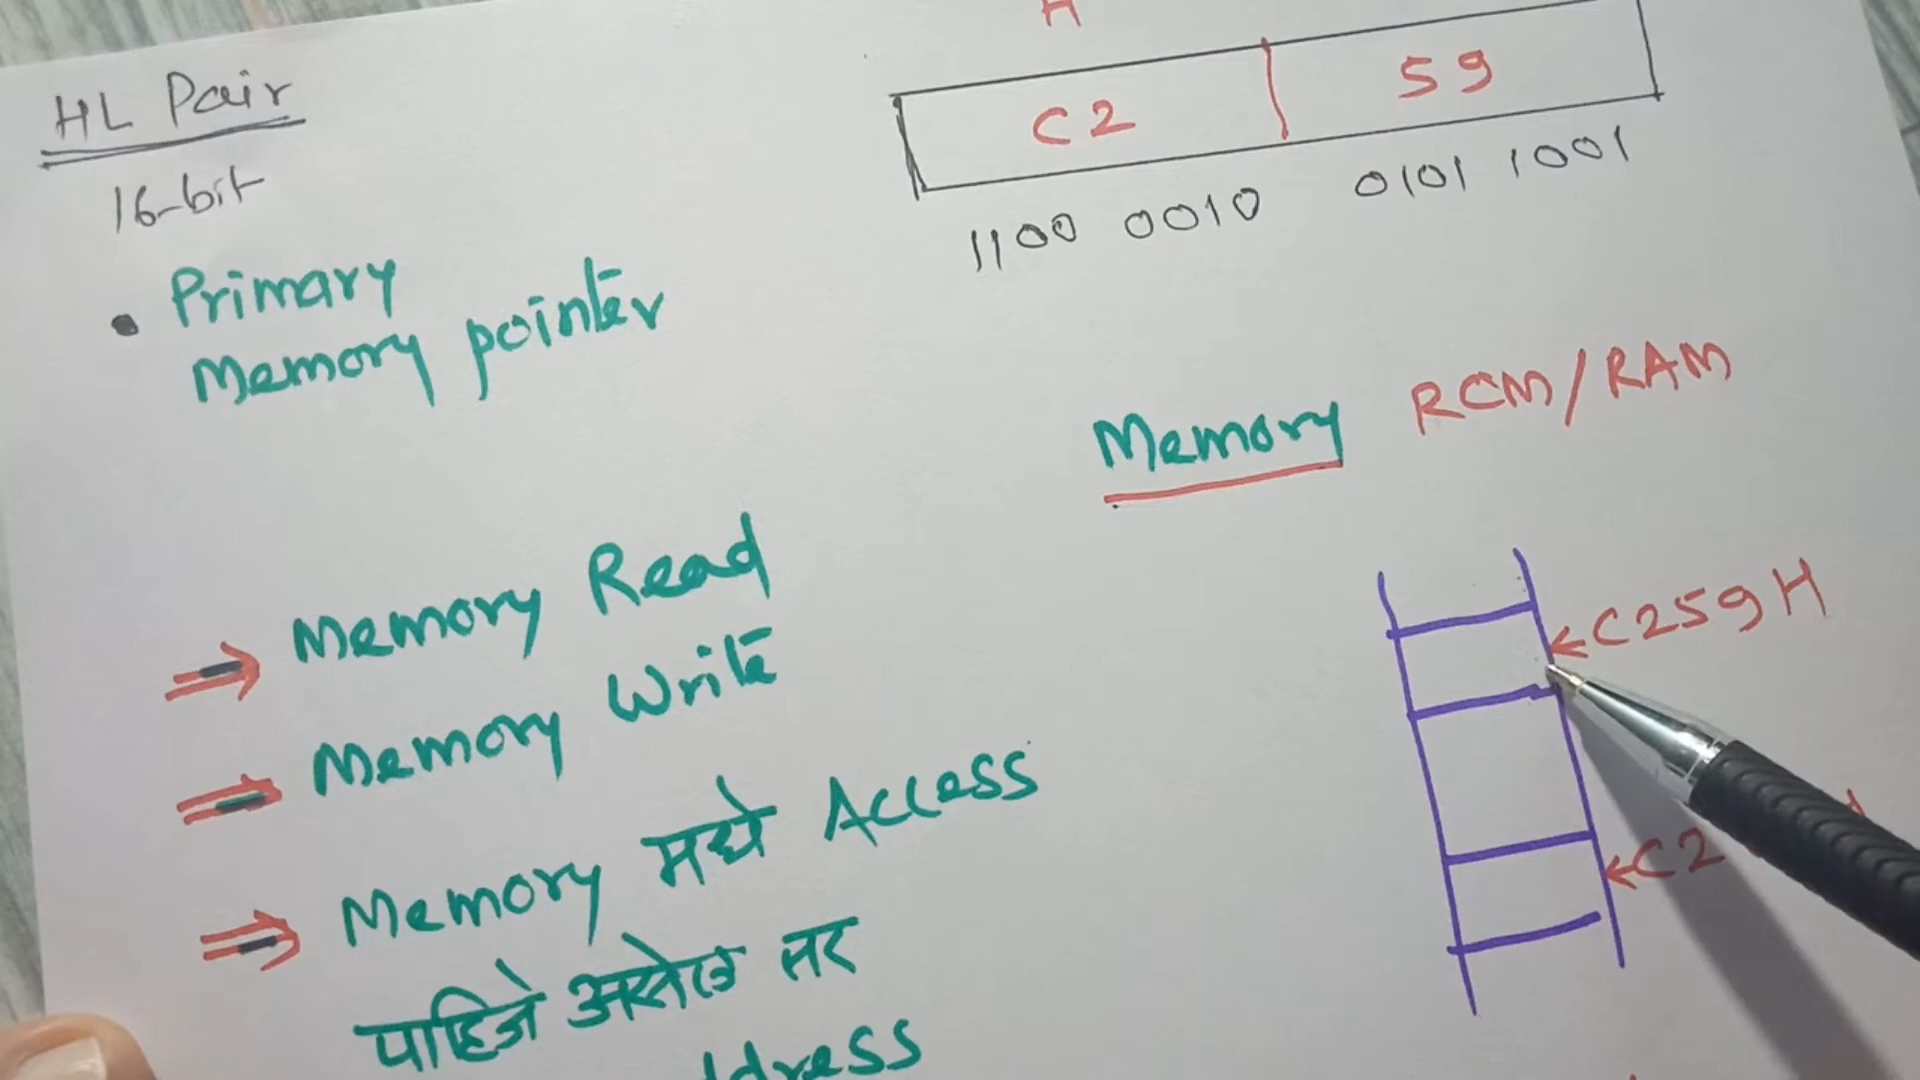 HL Pair
16-bit
H
C2 59
1100 0010 0101 1001
• Primary
Memory pointer
Memory ROM/RAM
⇒ Memory Read
⇒ Memory Write
⇒ Memory मध्ये Access
पाहिजे असेल तर
←C259H
←C2